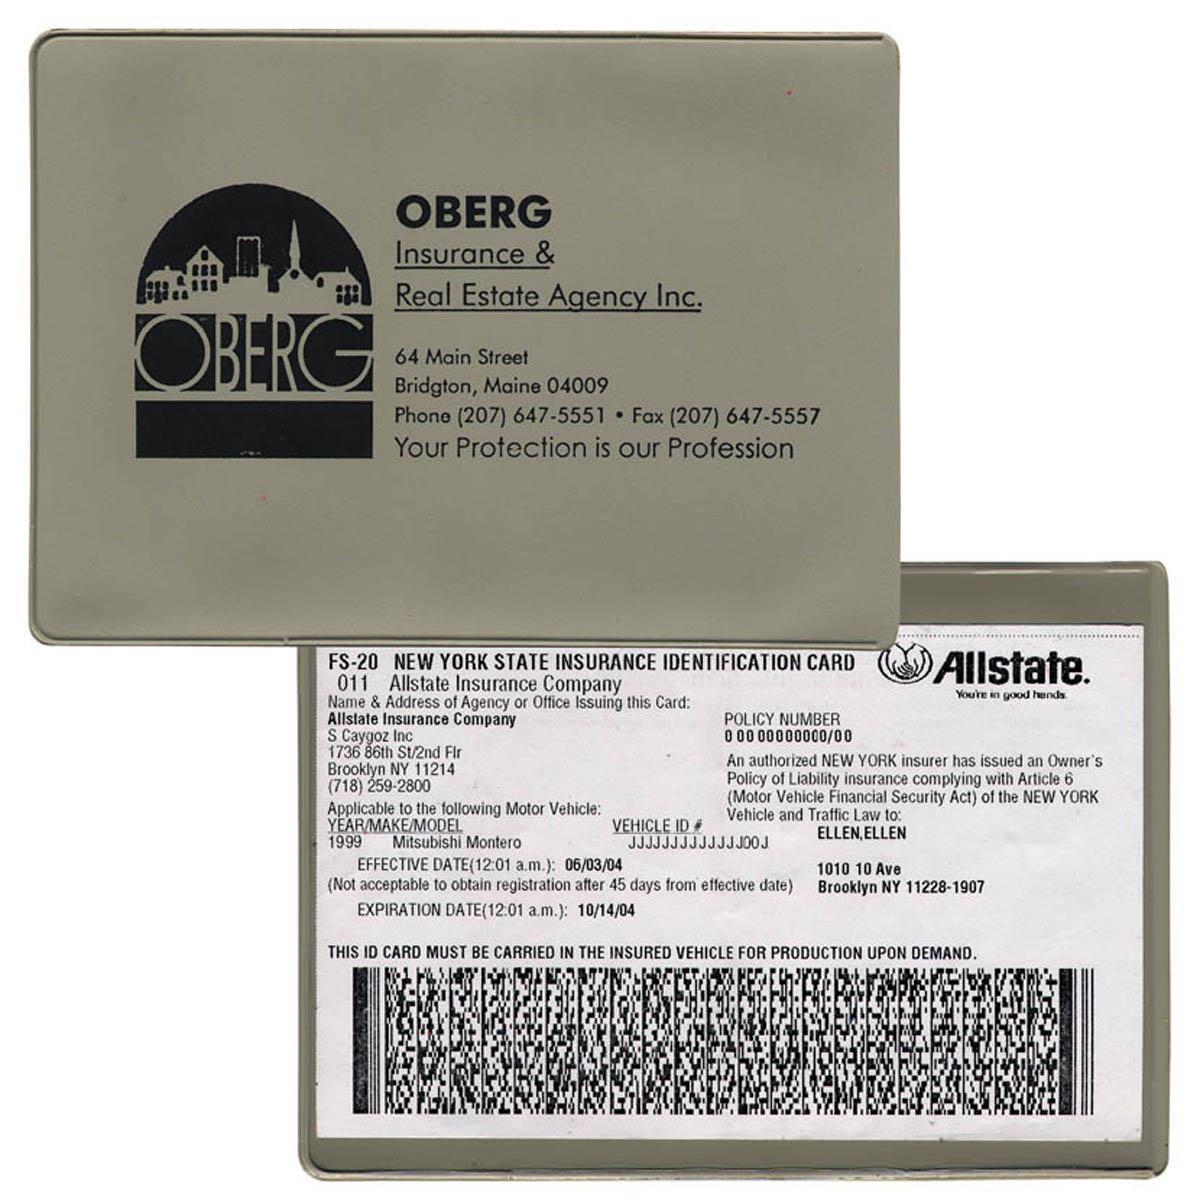 OBERG
OBERG
Insurance &
Real Estate Agency Inc.
64 Main Street
Bridgton, Maine 04009
Phone (207) 647-5551 • Fax (207) 647-5557
Your Protection is our Profession
FS-20 NEW YORK STATE INSURANCE IDENTIFICATION CARD
011 Allstate Insurance Company
Allstate.
You're in good hands.
Name & Address of Agency or Office Issuing this Card:
Allstate Insurance Company
S Caygoz Inc
1736 86th St/2nd Flr
Brooklyn NY 11214
(718) 259-2800
POLICY NUMBER
0 00 00000000/00
An authorized NEW YORK insurer has issued an Owner's
Policy of Liability insurance complying with Article 6
(Motor Vehicle Financial Security Act) of the NEW YORK
Vehicle and Traffic Law to:
ELLEN,ELLEN
1010 10 Ave
Brooklyn NY 11228-1907
Applicable to the following Motor Vehicle:
YEAR/MAKE/MODEL VEHICLE ID #
1999 Mitsubishi Montero JJJJJJJJJJJJJJ00J
EFFECTIVE DATE(12:01 a.m.): 06/03/04
(Not acceptable to obtain registration after 45 days from effective date)
EXPIRATION DATE(12:01 a.m.): 10/14/04
THIS ID CARD MUST BE CARRIED IN THE INSURED VEHICLE FOR PRODUCTION UPON DEMAND.